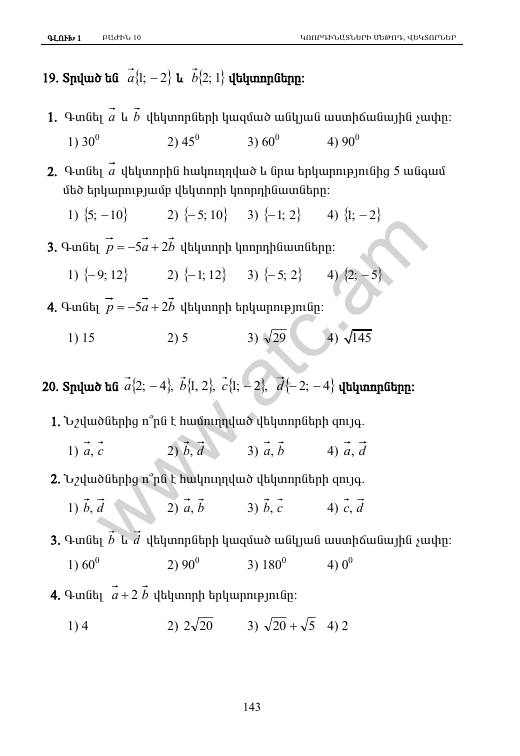 ԳԼՈՒԽ 1 ԲԱԺԻՆ 10 ԿՈՈՐԴԻՆԱՏՆԵՐԻ ՄԵԹՈԴ, ՎԵԿՏՈՐՆԵՐ
19. Տրված են a⃗{1; −2} և b⃗{2; 1} վեկտորները:
1. Գտնել a⃗ և b⃗ վեկտորների կազմած անկյան աստիճանային չափը:
1) 30⁰ 2) 45⁰ 3) 60⁰ 4) 90⁰
2. Գտնել a⃗ վեկտորին հակուղղված և նրա երկարությունից 5 անգամ
մեծ երկարությամբ վեկտորի կոորդինատները:
1) {5; −10} 2) {−5; 10} 3) {−1; 2} 4) {1; −2}
3. Գտնել p⃗ = −5a⃗ + 2b⃗ վեկտորի կոորդինատները:
1) {−9; 12} 2) {−1; 12} 3) {−5; 2} 4) {2; −5}
4. Գտնել p⃗ = −5a⃗ + 2b⃗ վեկտորի երկարությունը:
1) 15 2) 5 3) √29 4) √145
20. Տրված են a⃗{2; −4}, b⃗{1, 2}, c⃗{1; −2}, d⃗{−2; −4} վեկտորները:
1. Նշվածներից ո՞րն է համուղղված վեկտորների զույգ.
1) a⃗, c⃗ 2) b⃗, d⃗ 3) a⃗, b⃗ 4) a⃗, d⃗
2. Նշվածներից ո՞րն է հակուղղված վեկտորների զույգ.
1) b⃗, d⃗ 2) a⃗, b⃗ 3) b⃗, c⃗ 4) c⃗, d⃗
3. Գտնել b⃗ և d⃗ վեկտորների կազմած անկյան աստիճանային չափը:
1) 60⁰ 2) 90⁰ 3) 180⁰ 4) 0⁰
4. Գտնել a⃗ + 2 b⃗ վեկտորի երկարությունը:
1) 4 2) 2√20 3) √20 + √5 4) 2
www.atc.am
143